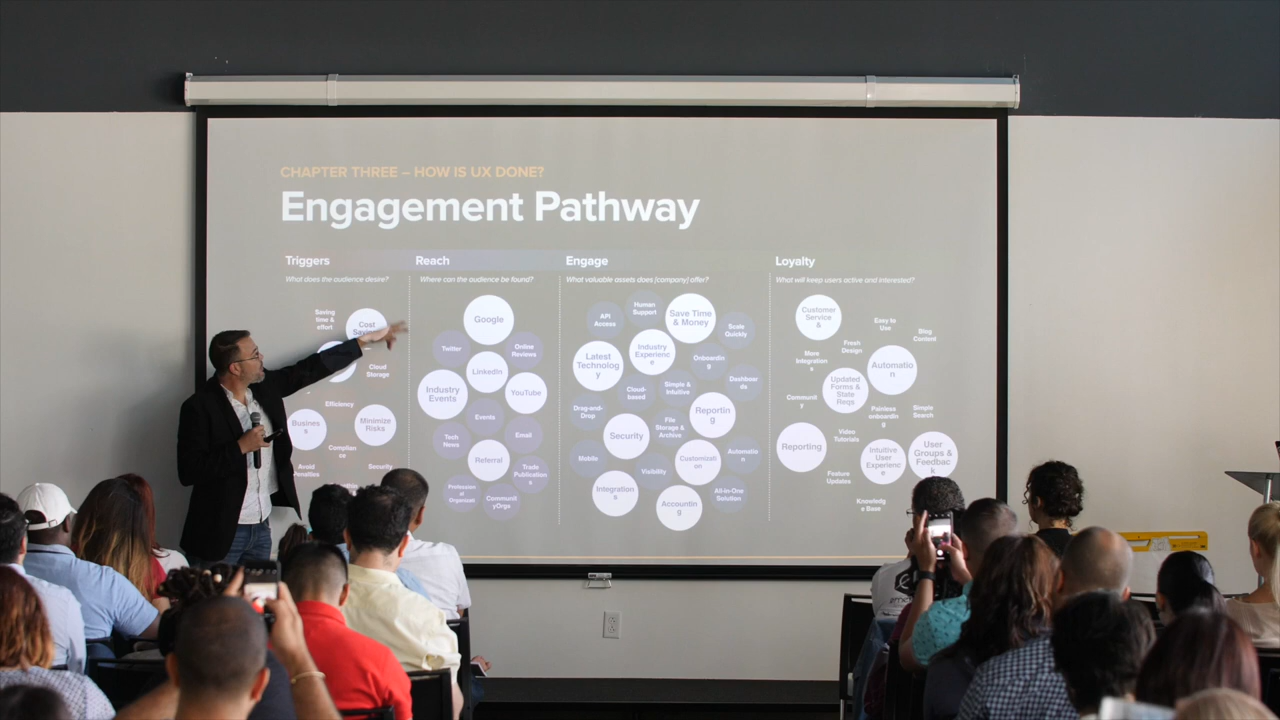 CHAPTER THREE – HOW IS UX DONE?
Engagement Pathway
Triggers
What does the audience desire?
Saving
time &
effort
Cost
Cloud
Storage
Efficiency
Busines
s
Minimize
Risks
Complian
ce
Avoid
Penalties
Security
Reach
Where can the audience be found?
Google
Twitter
Online
Reviews
LinkedIn
Industry
Events
YouTube
Events
Tech
News
Email
Referral
Trade
Publication
s
Profession
al
Organizati
Communit
yOrgs
Engage
What valuable assets does [company] offer?
API
Access
Human
Support
Save Time
& Money
Scale
Quickly
Latest
Technolog
y
Industry
Experienc
e
Onboardin
g
Cloud-
based
Simple &
Intuitive
Dashboar
ds
Drag-and-
Drop
File
Storage &
Archive
Reportin
g
Security
Mobile
Visibility
Customizati
on
Automatio
n
Integration
s
Accountin
g
All-in-One
Solution
Loyalty
What will keep users active and interested?
Customer
Service
&
Easy to
Use
Blog
Content
Fresh
Design
More
Integration
s
Automatio
n
Updated
Forms &
State
Reqs
Communit
y
Painless
onboardin
g
Simple
Search
Reporting
Video
Tutorials
Intuitive
User
Experienc
e
User
Groups &
Feedbac
k
Feature
Updates
Knowledg
e Base